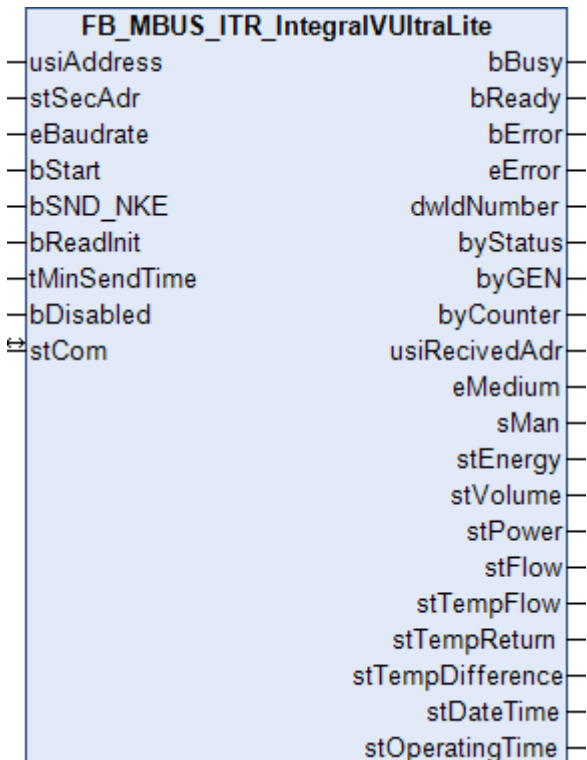 FB_MBUS_ITR_IntegralVUltraLite
usiAddress bBusy
stSecAdr bReady
eBaudrate bError
bStart eError
bSND_NKE dwIdNumber
bReadInit byStatus
tMinSendTime byGEN
bDisabled byCounter
stCom usiRecivedAdr
eMedium
sMan
stEnergy
stVolume
stPower
stFlow
stTempFlow
stTempReturn
stTempDifference
stDateTime
stOperatingTime